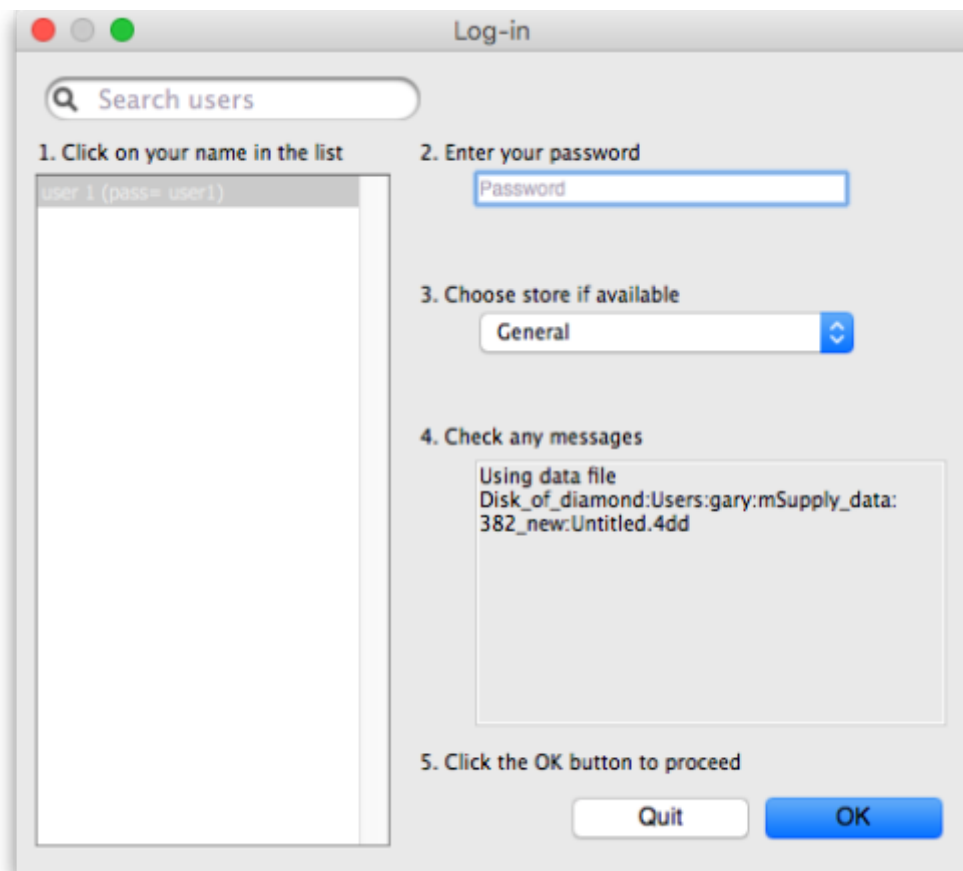 Log-in
Search users
1. Click on your name in the list
user 1 (pass= user1)
2. Enter your password
Password
3. Choose store if available
General
4. Check any messages
Using data file
Disk_of_diamond:Users:gary:mSupply_data:
382_new:Untitled.4dd
5. Click the OK button to proceed
Quit
OK